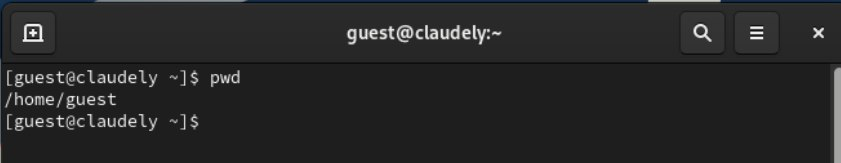 guest@claudely:~
[guest@claudely ~]$ pwd
/home/guest
[guest@claudely ~]$